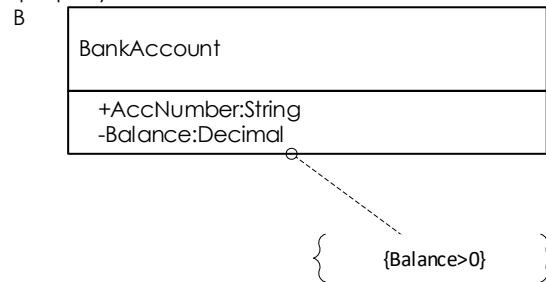 B
BankAccount
+AccNumber:String
-Balance:Decimal
{Balance>0}